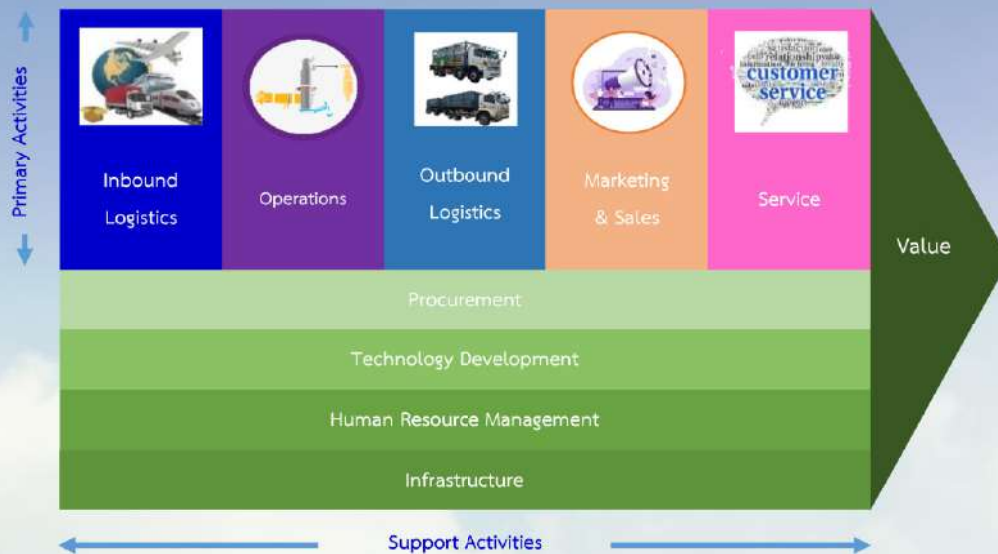 Primary Activities
Inbound
Logistics
Operations
Outbound
Logistics
Marketing
& Sales
customer
service
Service
Value
Procurement
Technology Development
Human Resource Management
Infrastructure
Support Activities